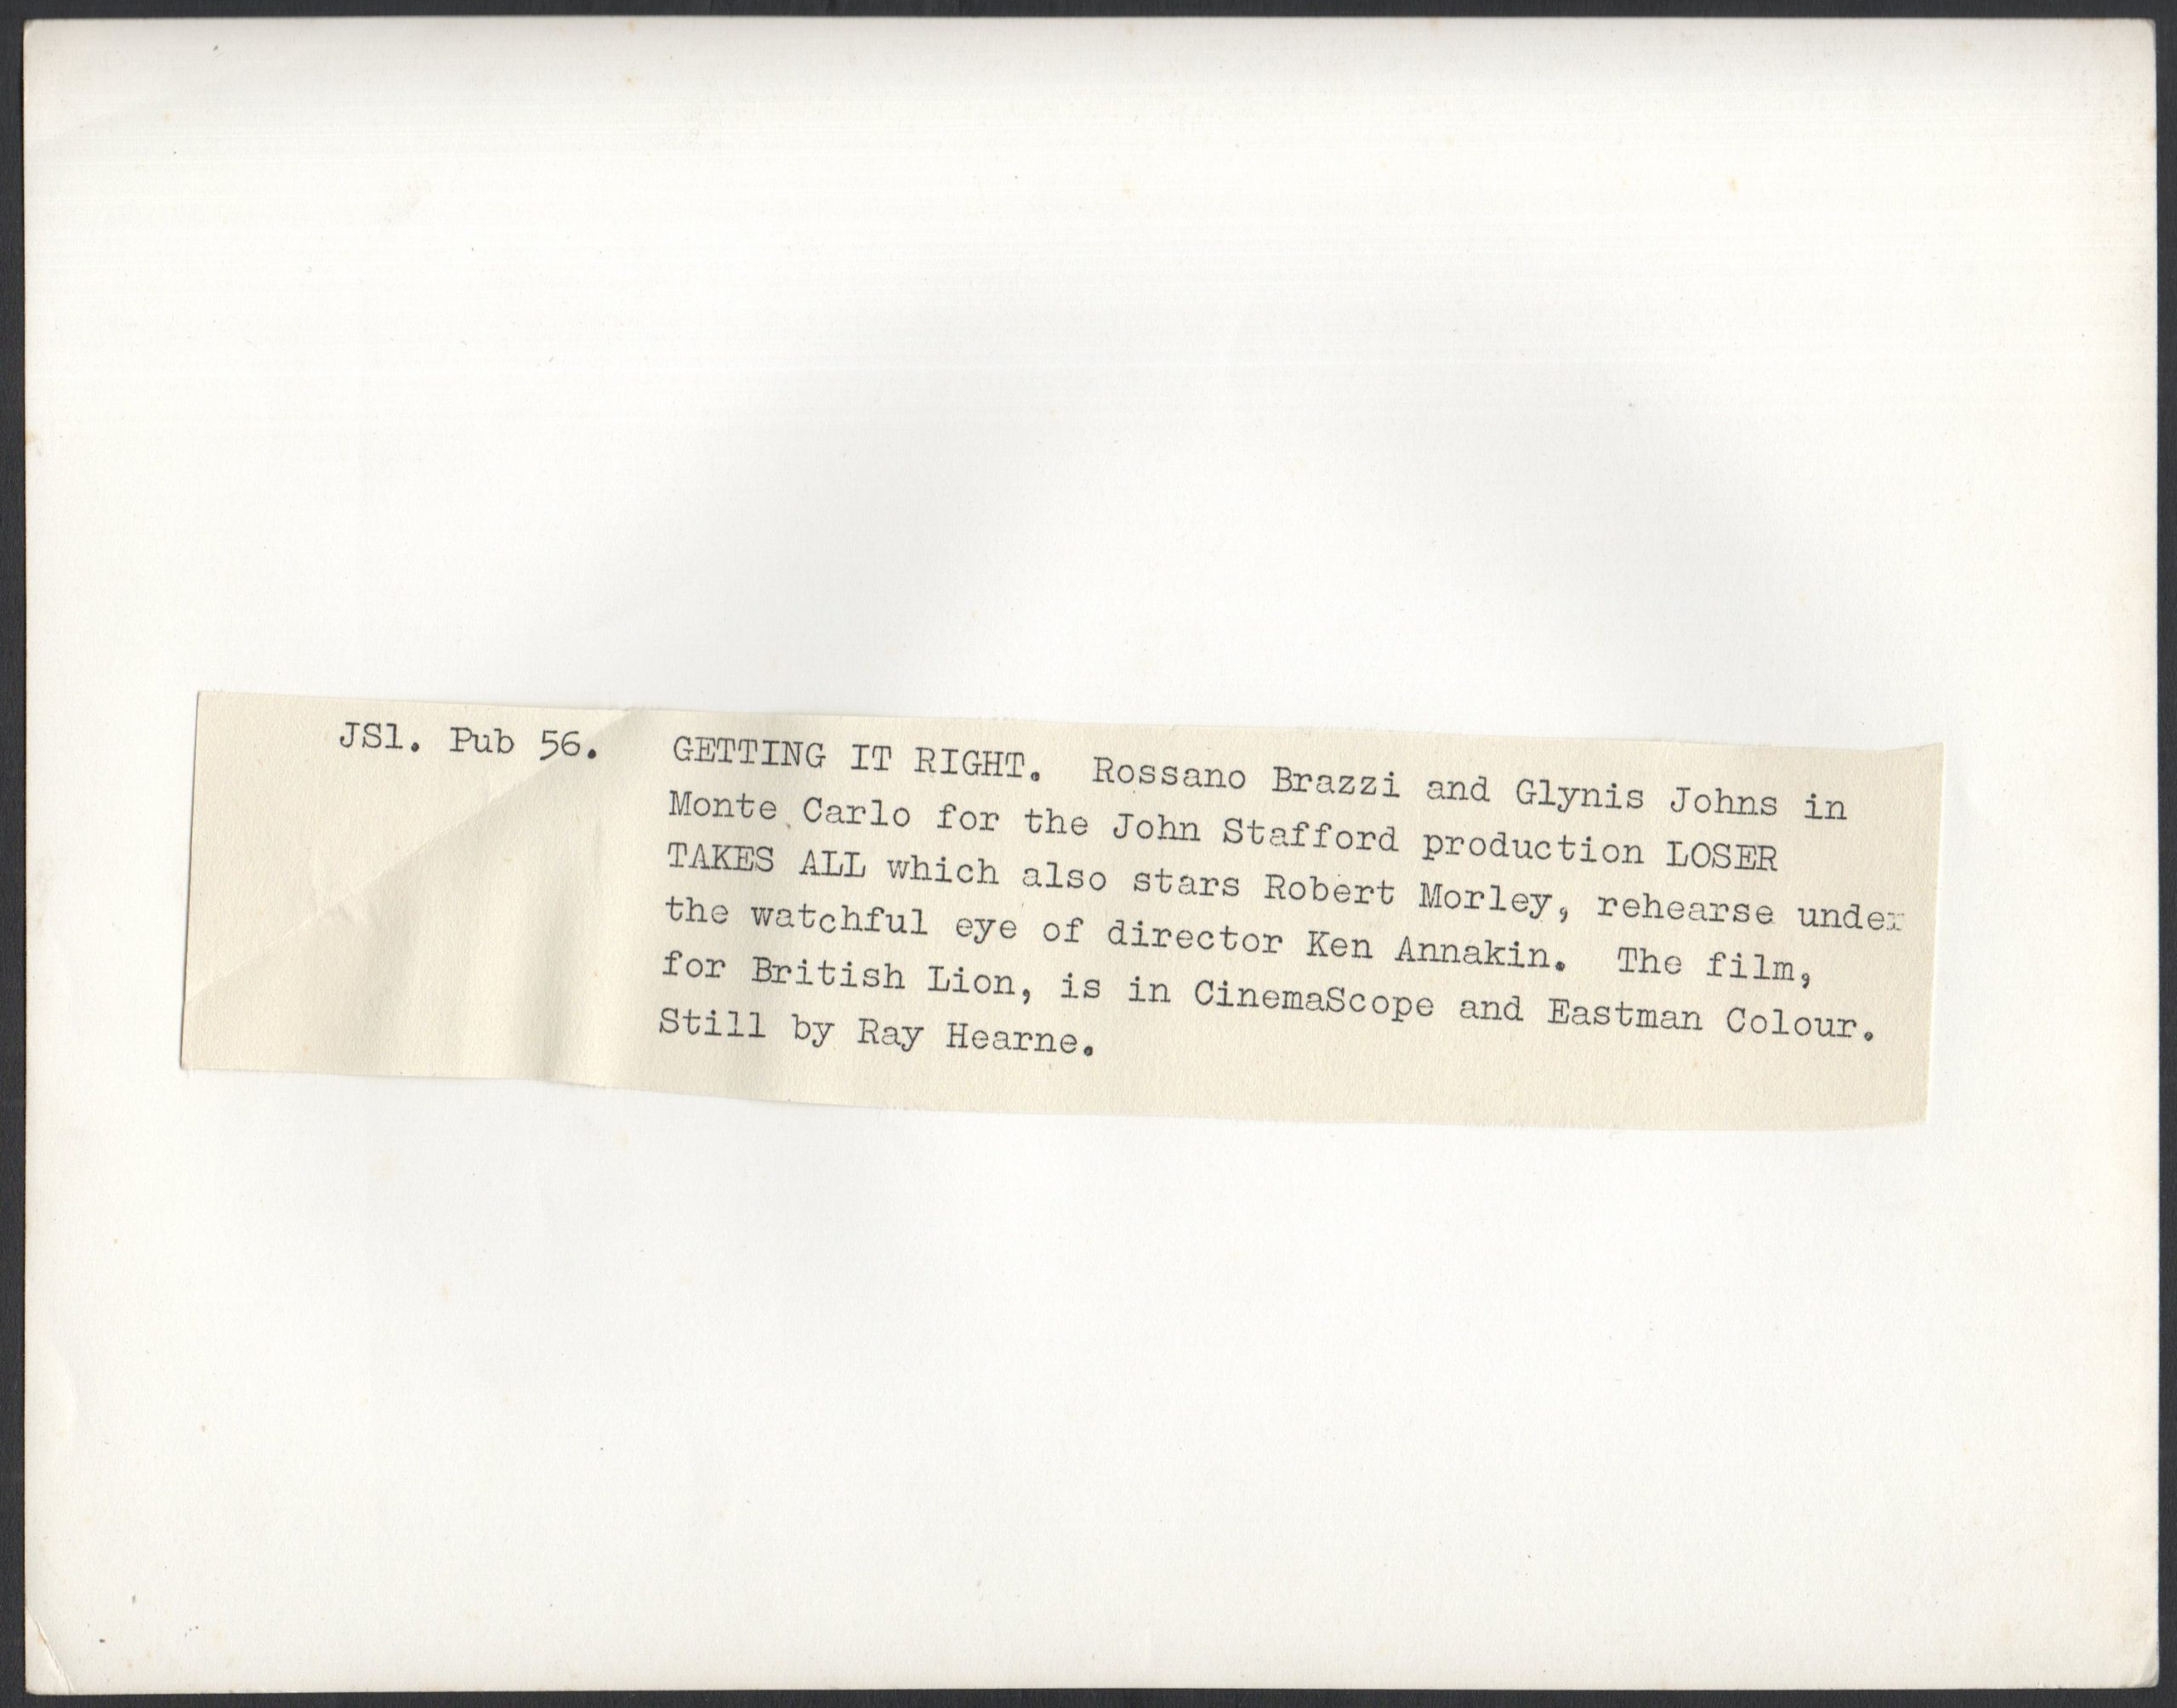 JS1. Pub 56. GETTING IT RIGHT. Rossano Brazzi and Glynis Johns in
Monte Carlo for the John Stafford production LOSER
TAKES ALL which also stars Robert Morley, rehearse under
the watchful eye of director Ken Annakin. The film,
for British Lion, is in CinemaScope and Eastman Colour.
Still by Ray Hearne.